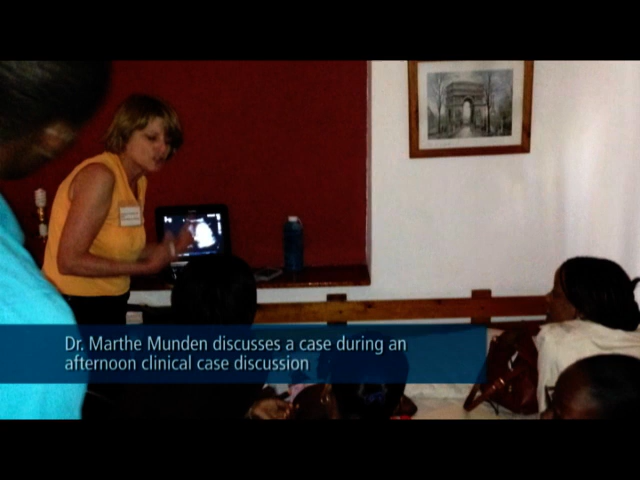 Dr. Marthe Munden discusses a case during an
afternoon clinical case discussion